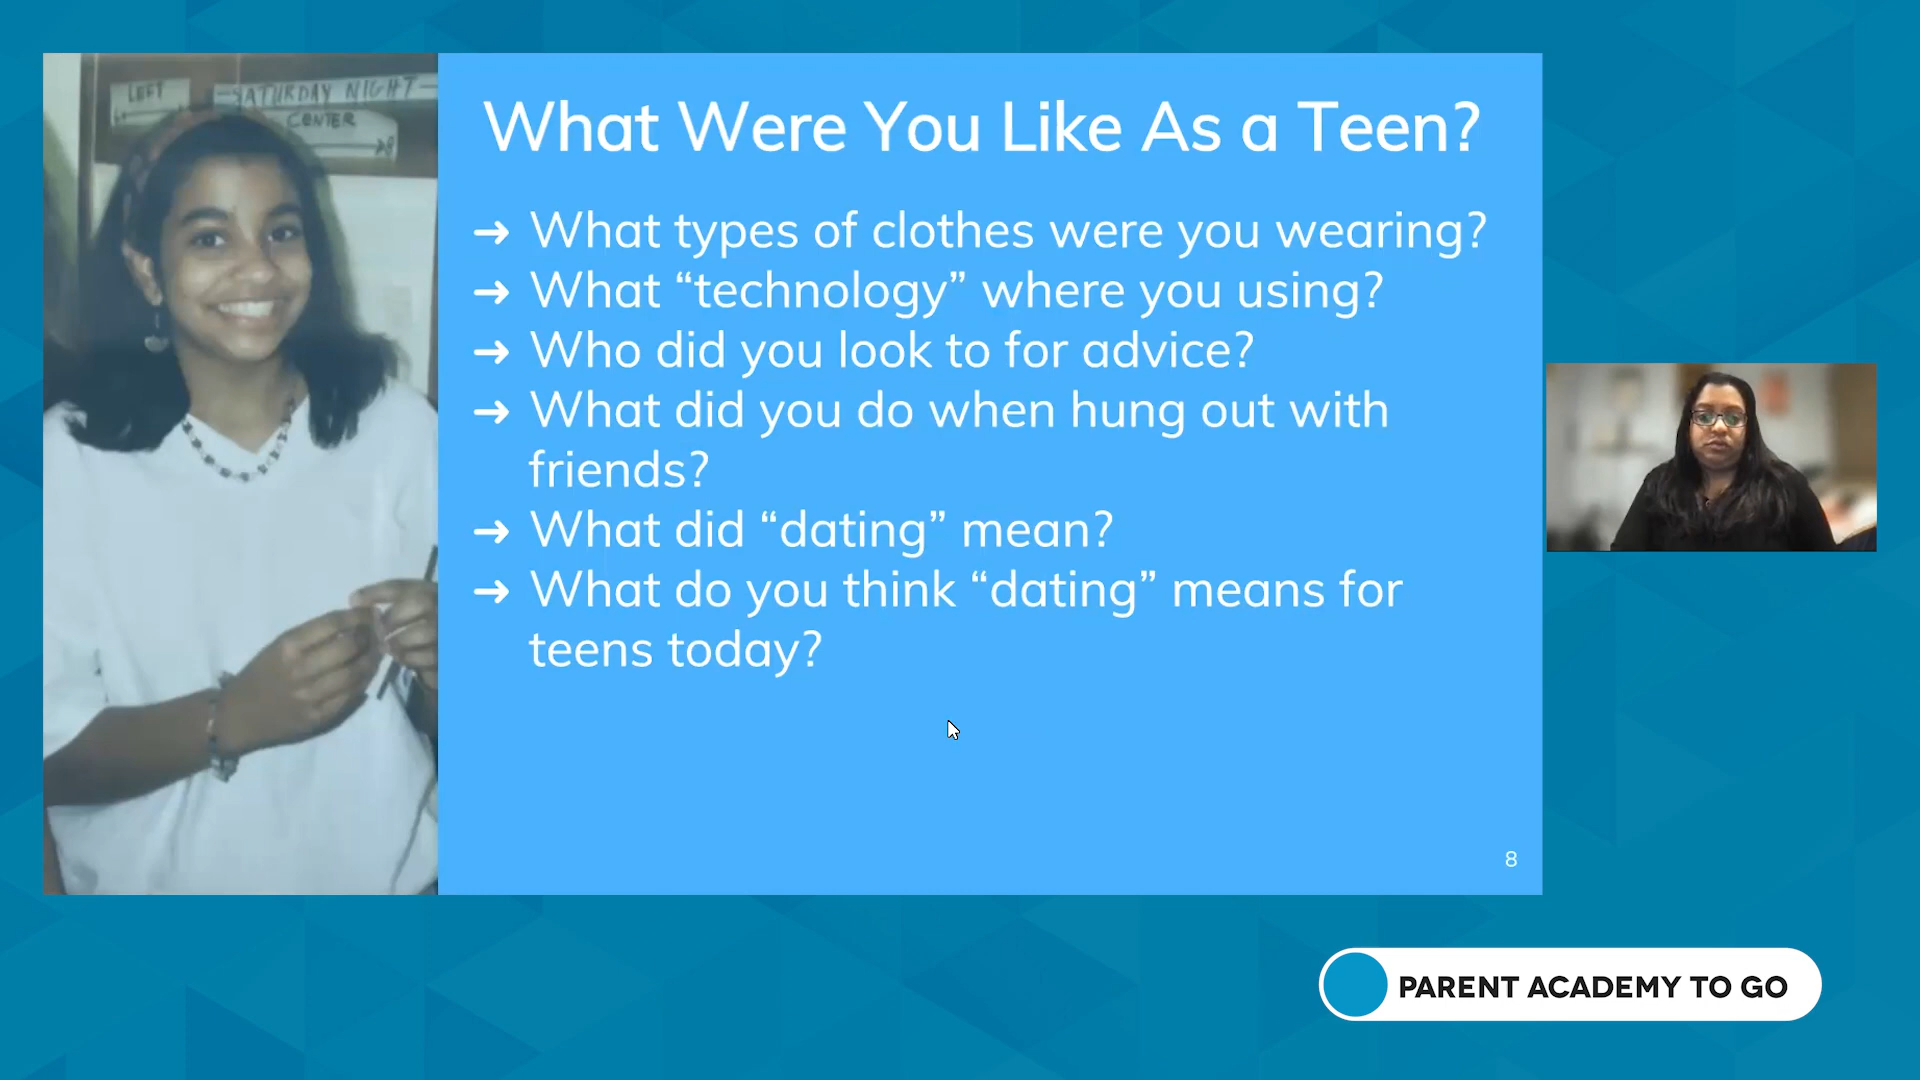 LEFT
SATURDAY NIGHT
CENTER
What Were You Like As a Teen?
➜ What types of clothes were you wearing?
➜ What “technology” where you using?
➜ Who did you look to for advice?
➜ What did you do when hung out with
friends?
➜ What did “dating” mean?
➜ What do you think “dating” means for
teens today?
8
PARENT ACADEMY TO GO